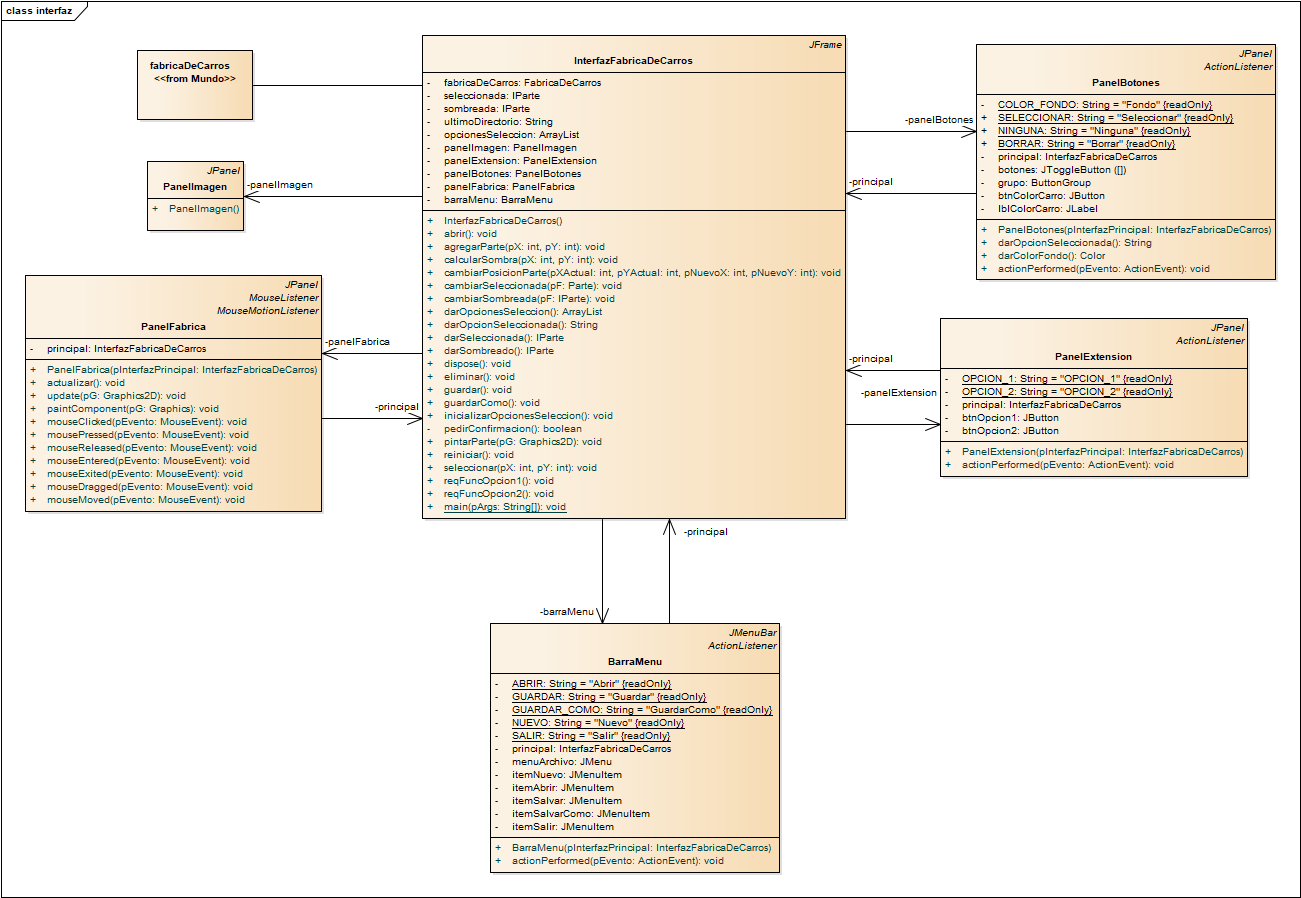 class interfaz
fabricaDeCarros
<<from Mundo>>
JFrame
InterfazFabricaDeCarros
- fabricaDeCarros: FabricaDeCarros
- seleccionada: IParte
- sombreada: IParte
- ultimoDirectorio: String
- opcionesSeleccion: ArrayList
- panelImagen: PanelImagen
- panelExtension: PanelExtension
- panelBotones: PanelBotones
- panelFabrica: PanelFabrica
- barraMenu: BarraMenu
+ InterfazFabricaDeCarros()
+ abrir(): void
+ agregarParte(pX: int, pY: int): void
+ calcularSombra(pX: int, pY: int): void
+ cambiarPosicionParte(pXActual: int, pYActual: int, pNuevoX: int, pNuevoY: int): void
+ cambiarSeleccionada(pF: Parte): void
+ cambiarSombreada(pF: IParte): void
+ darOpcionesSeleccion(): ArrayList
+ darOpcionSeleccionada(): String
+ darSeleccionada(): IParte
+ darSombreado(): IParte
+ dispose(): void
+ eliminar(): void
+ guardar(): void
+ guardarComo(): void
+ inicializarOpcionesSeleccion(): void
- pedirConfirmacion(): boolean
+ pintarParte(pG: Graphics2D): void
+ reiniciar(): void
+ seleccionar(pX: int, pY: int): void
+ reqFuncOpcion1(): void
+ reqFuncOpcion2(): void
+ main(pArgs: String[]): void
JPanel
ActionListener
PanelBotones
- COLOR_FONDO: String = "Fondo" {readOnly}
+ SELECCIONAR: String = "Seleccionar" {readOnly}
+ NINGUNA: String = "Ninguna" {readOnly}
+ BORRAR: String = "Borrar" {readOnly}
- principal: InterfazFabricaDeCarros
- botones: JToggleButton ([])
- grupo: ButtonGroup
- btnColorCarro: JButton
- lblColorCarro: JLabel
+ PanelBotones(pInterfazPrincipal: InterfazFabricaDeCarros)
+ darOpcionSeleccionada(): String
+ darColorFondo(): Color
+ actionPerformed(pEvento: ActionEvent): void
-panelBotones
-principal
JPanel
PanelImagen
+ PanelImagen()
-panelImagen
JPanel
MouseListener
MouseMotionListener
PanelFabrica
- principal: InterfazFabricaDeCarros
+ PanelFabrica(pInterfazPrincipal: InterfazFabricaDeCarros)
+ actualizar(): void
+ update(pG: Graphics2D): void
+ paintComponent(pG: Graphics): void
+ mouseClicked(pEvento: MouseEvent): void
+ mousePressed(pEvento: MouseEvent): void
+ mouseReleased(pEvento: MouseEvent): void
+ mouseEntered(pEvento: MouseEvent): void
+ mouseExited(pEvento: MouseEvent): void
+ mouseDragged(pEvento: MouseEvent): void
+ mouseMoved(pEvento: MouseEvent): void
-panelFabrica
-principal
JPanel
ActionListener
PanelExtension
- OPCION_1: String = "OPCION_1" {readOnly}
- OPCION_2: String = "OPCION_2" {readOnly}
- principal: InterfazFabricaDeCarros
- btnOpcion1: JButton
- btnOpcion2: JButton
+ PanelExtension(pInterfazPrincipal: InterfazFabricaDeCarros)
+ actionPerformed(pEvento: ActionEvent): void
-principal
-panelExtension
-principal
-barraMenu
JMenuBar
ActionListener
BarraMenu
- ABRIR: String = "Abrir" {readOnly}
- GUARDAR: String = "Guardar" {readOnly}
- GUARDAR_COMO: String = "GuardarComo" {readOnly}
- NUEVO: String = "Nuevo" {readOnly}
- SALIR: String = "Salir" {readOnly}
- principal: InterfazFabricaDeCarros
- menuArchivo: JMenu
- itemNuevo: JMenuItem
- itemAbrir: JMenuItem
- itemSalvar: JMenuItem
- itemSalvarComo: JMenuItem
- itemSalir: JMenuItem
+ BarraMenu(pInterfazPrincipal: InterfazFabricaDeCarros)
+ actionPerformed(pEvento: ActionEvent): void